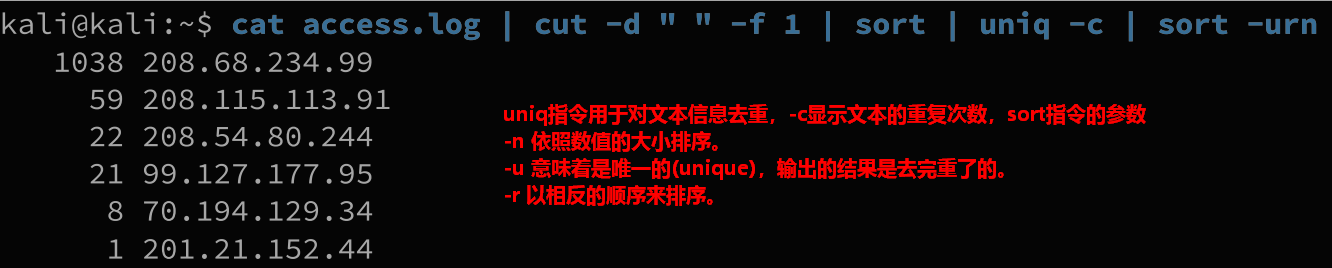 kali@kali:~$ cat access.log | cut -d " " -f 1 | sort | uniq -c | sort -urn
1038 208.68.234.99
59 208.115.113.91
22 208.54.80.244
21 99.127.177.95
8 70.194.129.34
1 201.21.152.44
uniq指令用于对文本信息去重，-c显示文本的重复次数，sort指令的参数
-n 依照数值的大小排序。
-u 意味着是唯一的(unique)，输出的结果是去完重了的。
-r 以相反的顺序来排序。